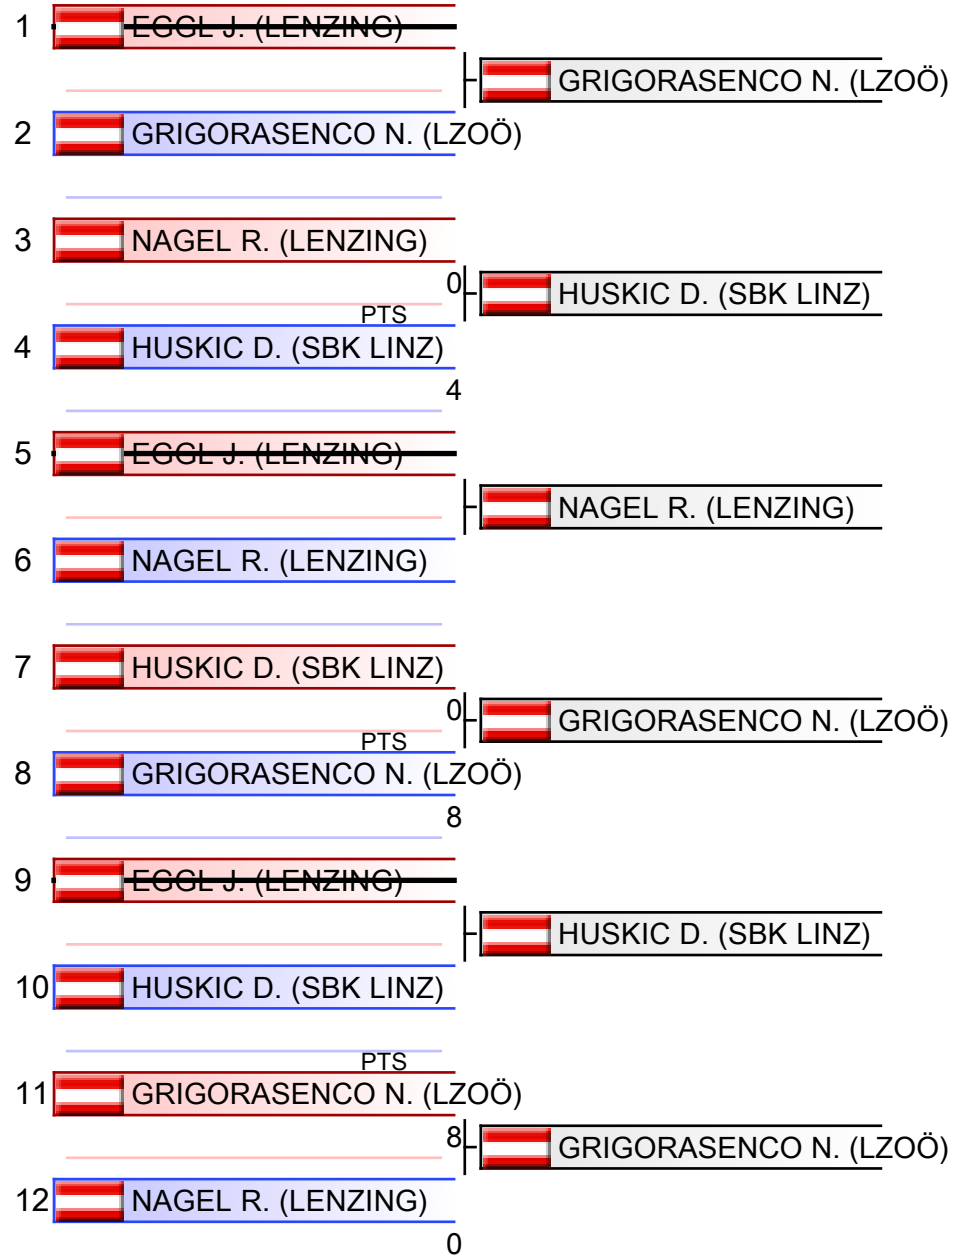 1 EGGL J. (LENZING)
GRIGORASENCO N. (LZOÖ)
2 GRIGORASENCO N. (LZOÖ)
3 NAGEL R. (LENZING)
0 HUSKIC D. (SBK LINZ)
PTS
4 HUSKIC D. (SBK LINZ)
4
5 EGGL J. (LENZING)
NAGEL R. (LENZING)
6 NAGEL R. (LENZING)
7 HUSKIC D. (SBK LINZ)
0 GRIGORASENCO N. (LZOÖ)
PTS
8 GRIGORASENCO N. (LZOÖ)
8
9 EGGL J. (LENZING)
HUSKIC D. (SBK LINZ)
10 HUSKIC D. (SBK LINZ)
PTS
11 GRIGORASENCO N. (LZOÖ)
8 GRIGORASENCO N. (LZOÖ)
12 NAGEL R. (LENZING)
0